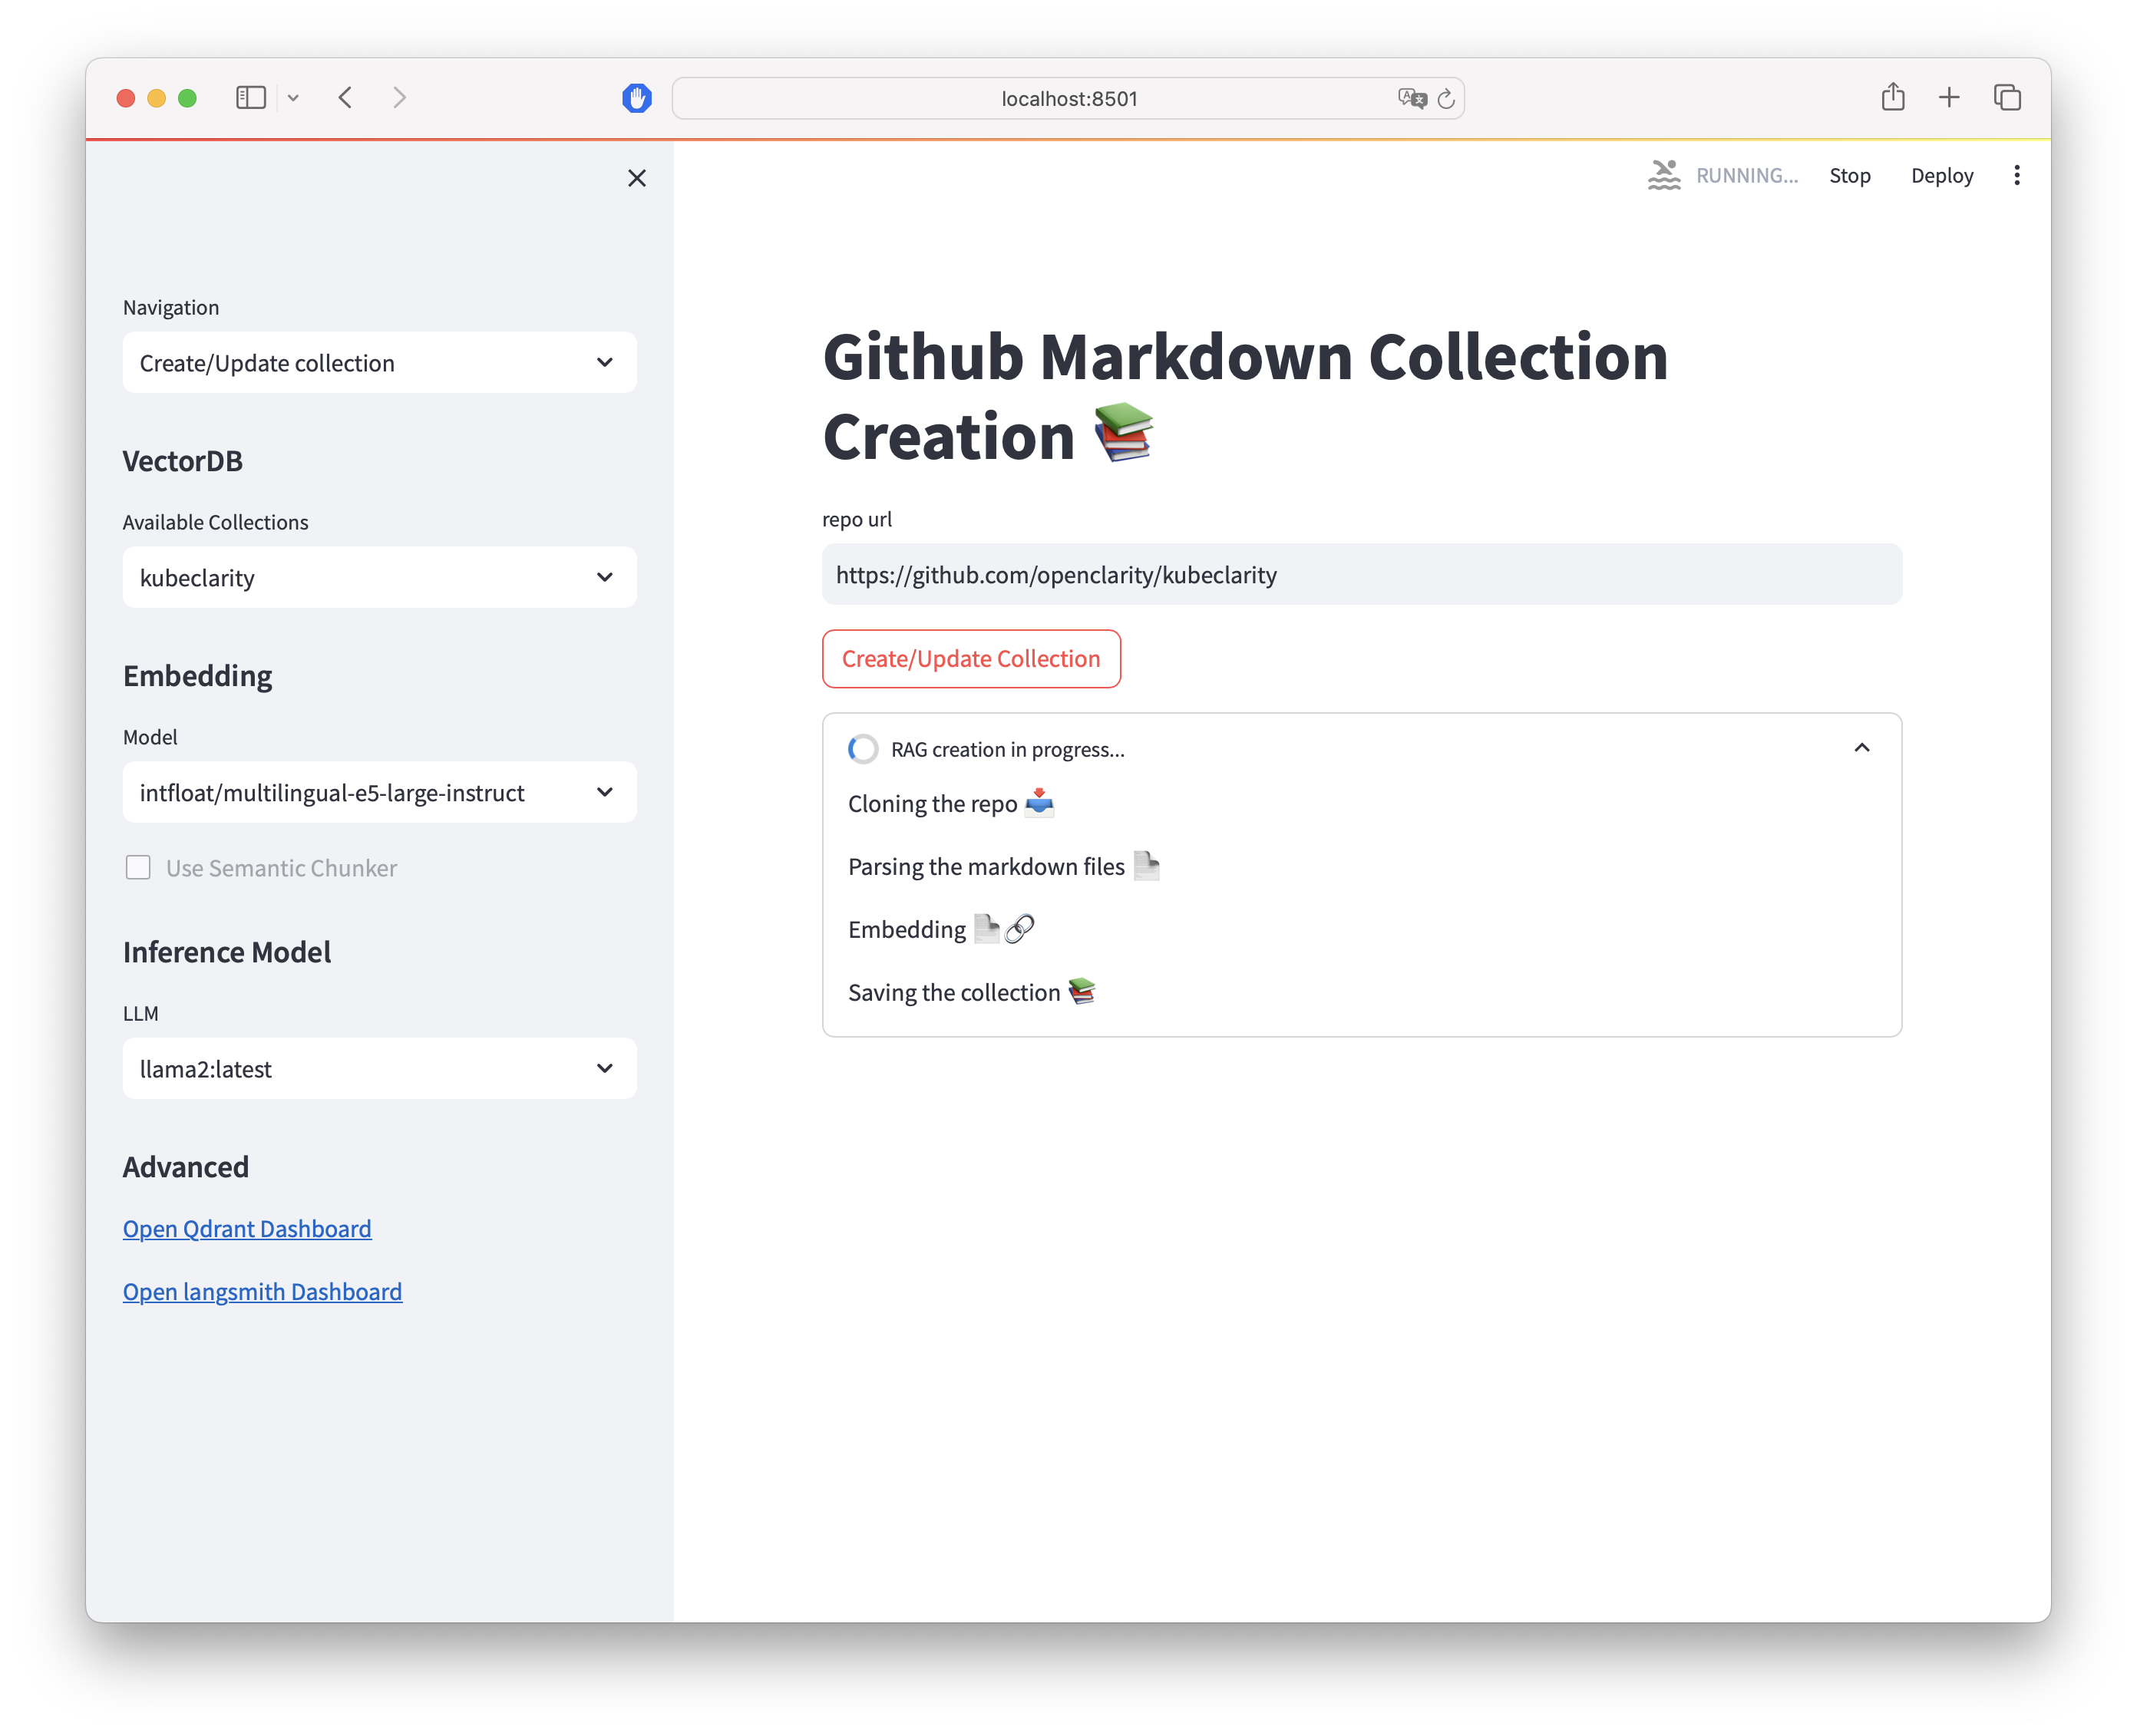 localhost:8501
RUNNING...
Stop
Deploy
Navigation
Create/Update collection
VectorDB
Available Collections
kubeclarity
Embedding
Model
intfloat/multilingual-e5-large-instruct
Use Semantic Chunker
Inference Model
LLM
llama2:latest
Advanced
Open Qdrant Dashboard
Open langsmith Dashboard
Github Markdown Collection
Creation 📚
repo url
https://github.com/openclarity/kubeclarity
Create/Update Collection
RAG creation in progress...
Cloning the repo 📥
Parsing the markdown files 📄
Embedding 📄🔗
Saving the collection 📚